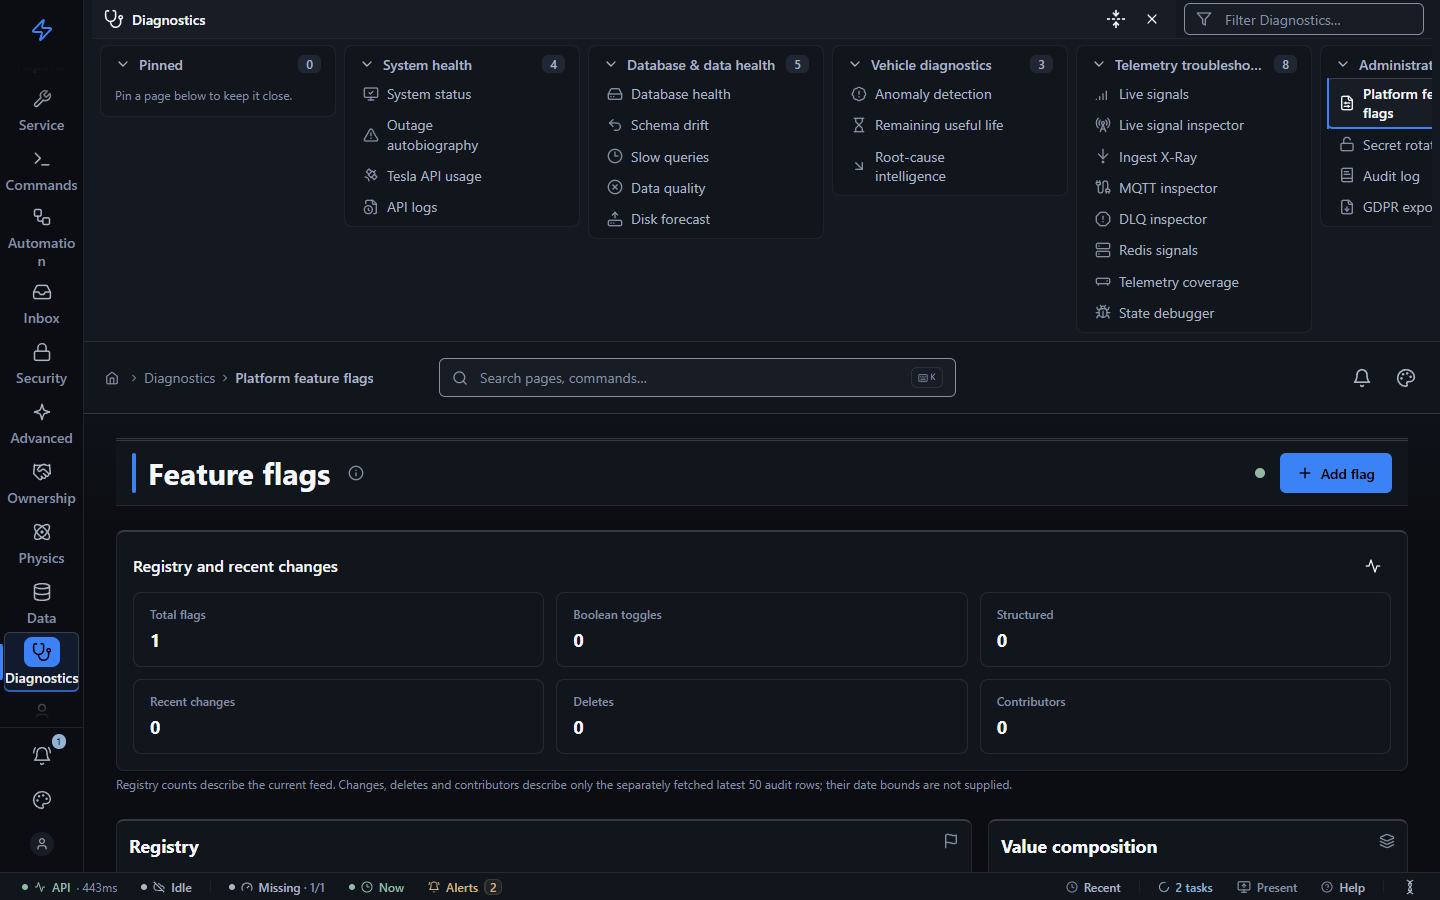 Diagnostics
Filter Diagnostics...
Pinned 0
Pin a page below to keep it close.
System health 4
System status
Outage
autobiography
Tesla API usage
API logs
Database & data health 5
Database health
Schema drift
Slow queries
Data quality
Disk forecast
Vehicle diagnostics 3
Anomaly detection
Remaining useful life
Root-cause
intelligence
Telemetry troublesho... 8
Live signals
Live signal inspector
Ingest X-Ray
MQTT inspector
DLQ inspector
Redis signals
Telemetry coverage
State debugger
Administrat
Platform fe
flags
Secret rotat
Audit log
GDPR expo
Service
Commands
Automatio
n
Inbox
Security
Advanced
Ownership
Physics
Data
Diagnostics
1
Diagnostics
Platform feature flags
Search pages, commands...
K
Feature flags
Add flag
Registry and recent changes
Total flags
1
Boolean toggles
0
Structured
0
Recent changes
0
Deletes
0
Contributors
0
Registry counts describe the current feed. Changes, deletes and contributors describe only the separately fetched latest 50 audit rows; their date bounds are not supplied.
Registry
Value composition
API · 443ms
Idle
Missing · 1/1
Now
Alerts 2
Recent
2 tasks
Present
Help